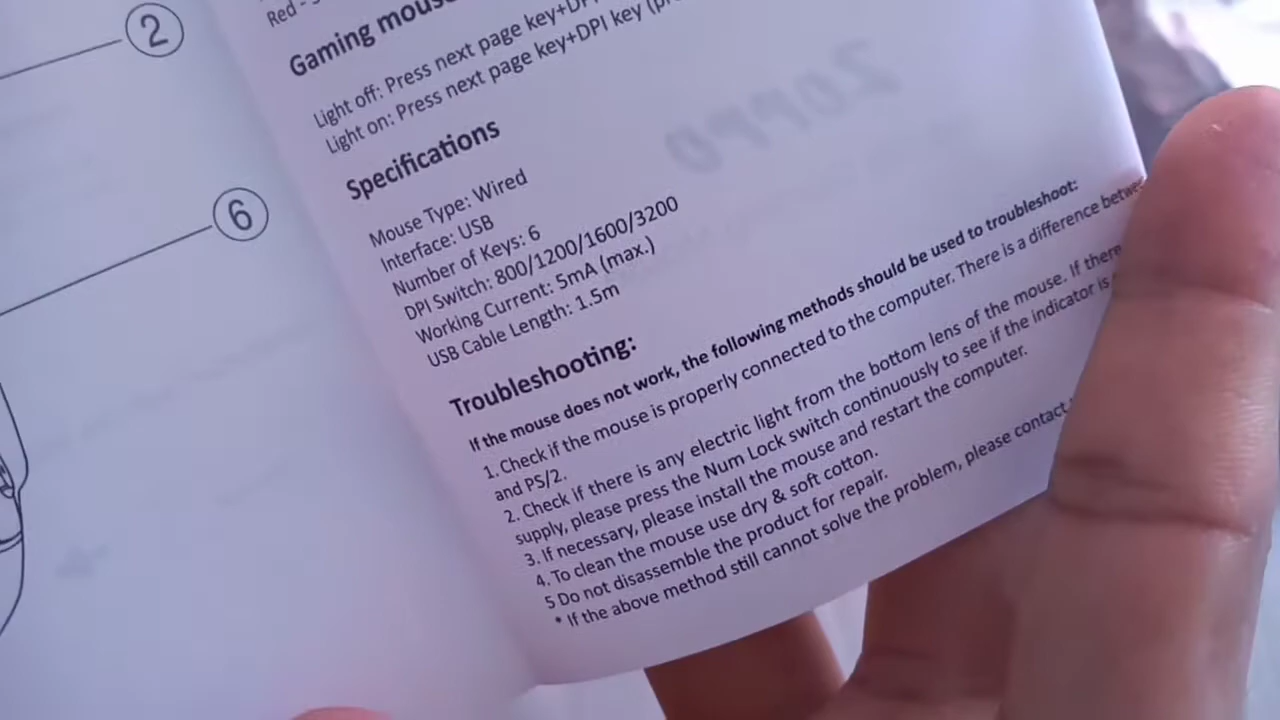 2
6
Red -
Gaming mouse
Light off: Press next page key+DPI
Light on: Press next page key+DPI key
Specifications
Mouse Type: Wired
Interface: USB
Number of Keys: 6
DPI Switch: 800/1200/1600/3200
Working Current: 5mA (max.)
USB Cable Length: 1.5m
Troubleshooting:
If the mouse does not work, the following methods should be used to troubleshoot:
1. Check if the mouse is properly connected to the computer. There is a difference
and PS/2.
2. Check if there is any electric light from the bottom lens of the mouse. If there
supply, please press the Num Lock switch continuously to see if the indicator is
3. If necessary, please install the mouse and restart the computer.
4. To clean the mouse use dry & soft cotton.
5 Do not disassemble the product for repair.
* If the above method still cannot solve the problem, please contact
ZOPPO